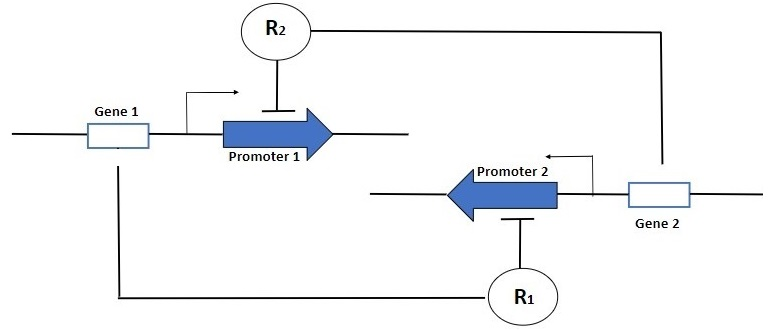 R2
Gene 1
Promoter 1
Promoter 2
Gene 2
R1